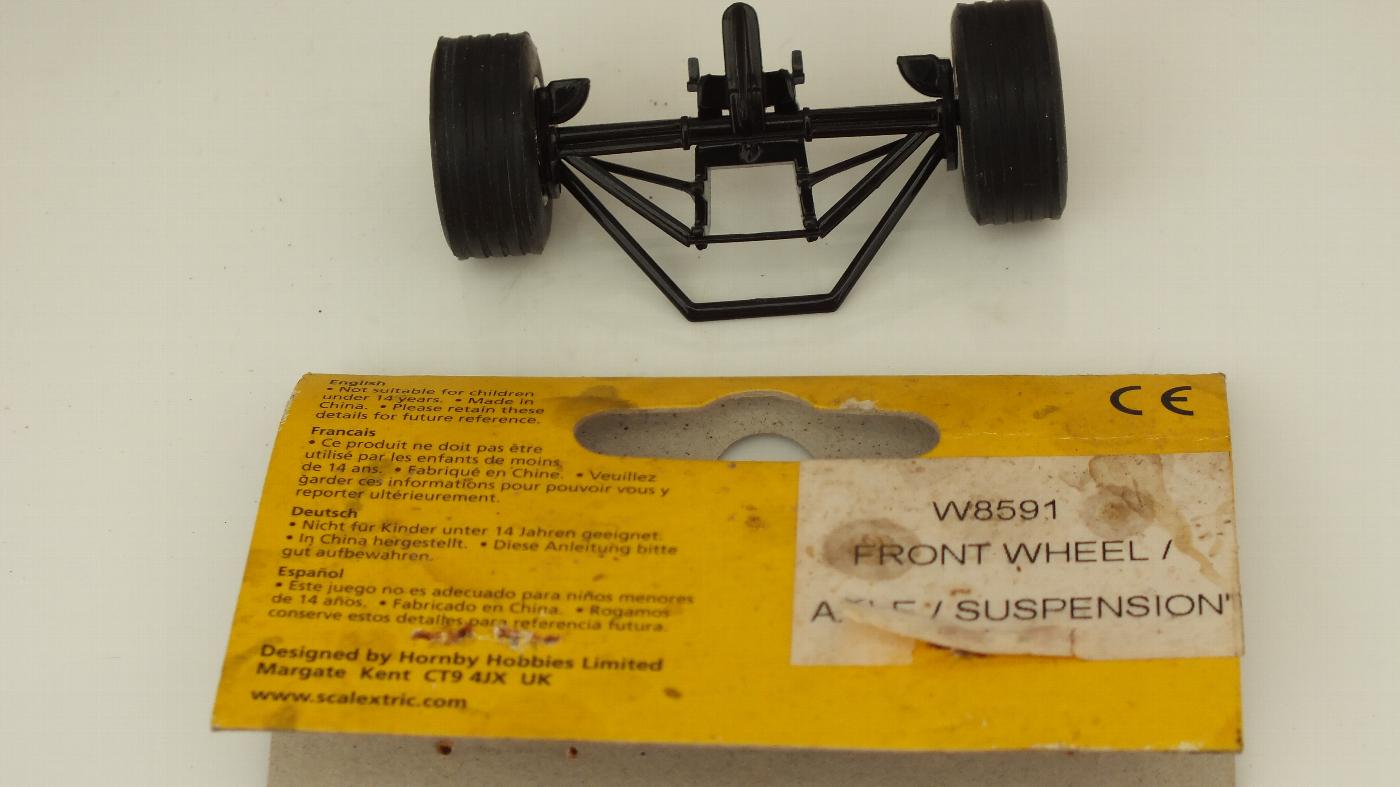 English
• Not suitable for children
under 14 years. • Made in
China. • Please retain these
details for future reference.
Francais
• Ce produit ne doit pas être
utilisé par les enfants de moins
de 14 ans. • Fabriqué en Chine. • Veuillez
garder ces informations pour pouvoir vous y
reporter ultérieurement.
Deutsch
• Nicht für Kinder unter 14 Jahren geeignet.
• In China hergestellt. • Diese Anleitung bitte
gut aufbewahren.
Español
• Este juego no es adecuado para niños menores
de 14 años. • Fabricado en China. • Rogamos
conserve estos detalles para referencia futura.
Designed by Hornby Hobbies Limited
Margate Kent CT9 4JX UK
www.scalextric.com
CE
W8591
FRONT WHEEL /
/ SUSPENSION'